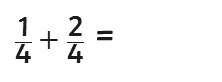 1/4 + 2/4 =